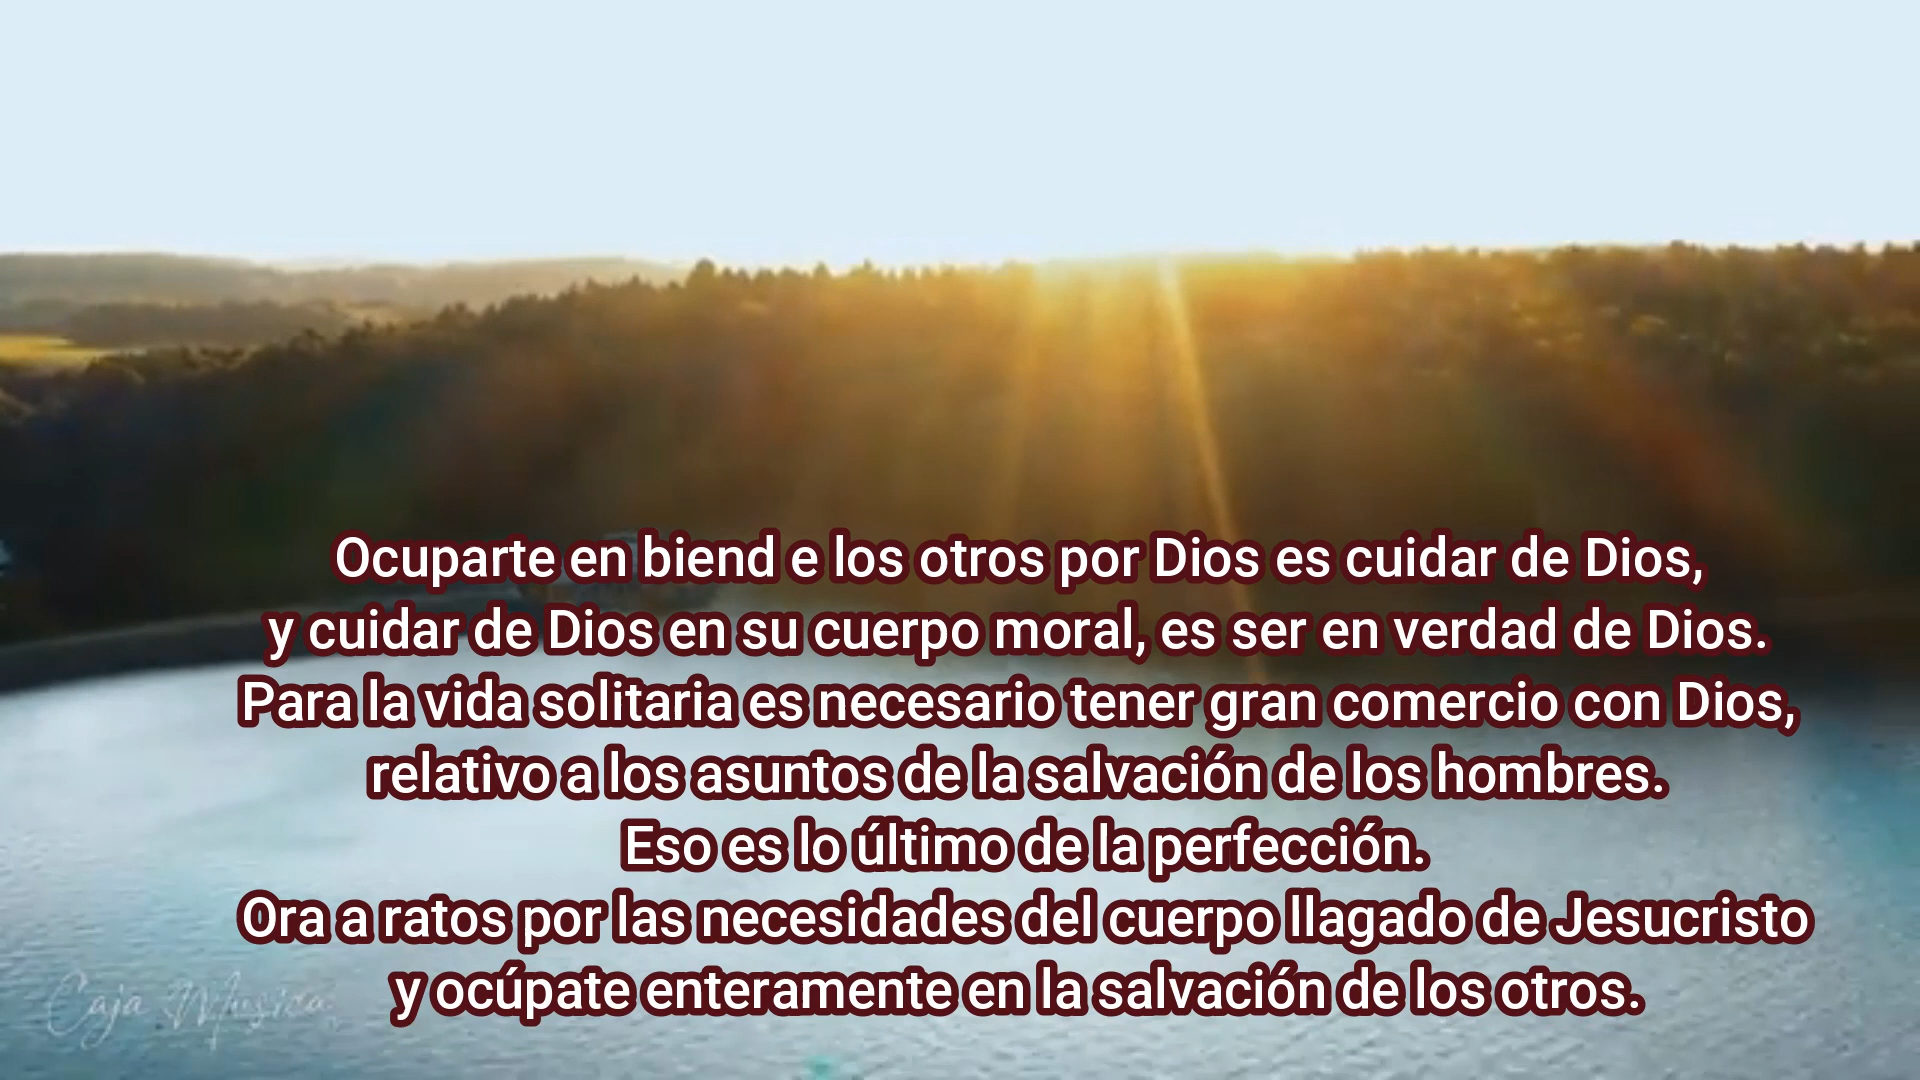 Ocuparte en biend e los otros por Dios es cuidar de Dios,
y cuidar de Dios en su cuerpo moral, es ser en verdad de Dios.
Para la vida solitaria es necesario tener gran comercio con Dios,
relativo a los asuntos de la salvación de los hombres.
Eso es lo último de la perfección.
Ora a ratos por las necesidades del cuerpo llagado de Jesucristo
y ocúpate enteramente en la salvación de los otros.
Caja Musica